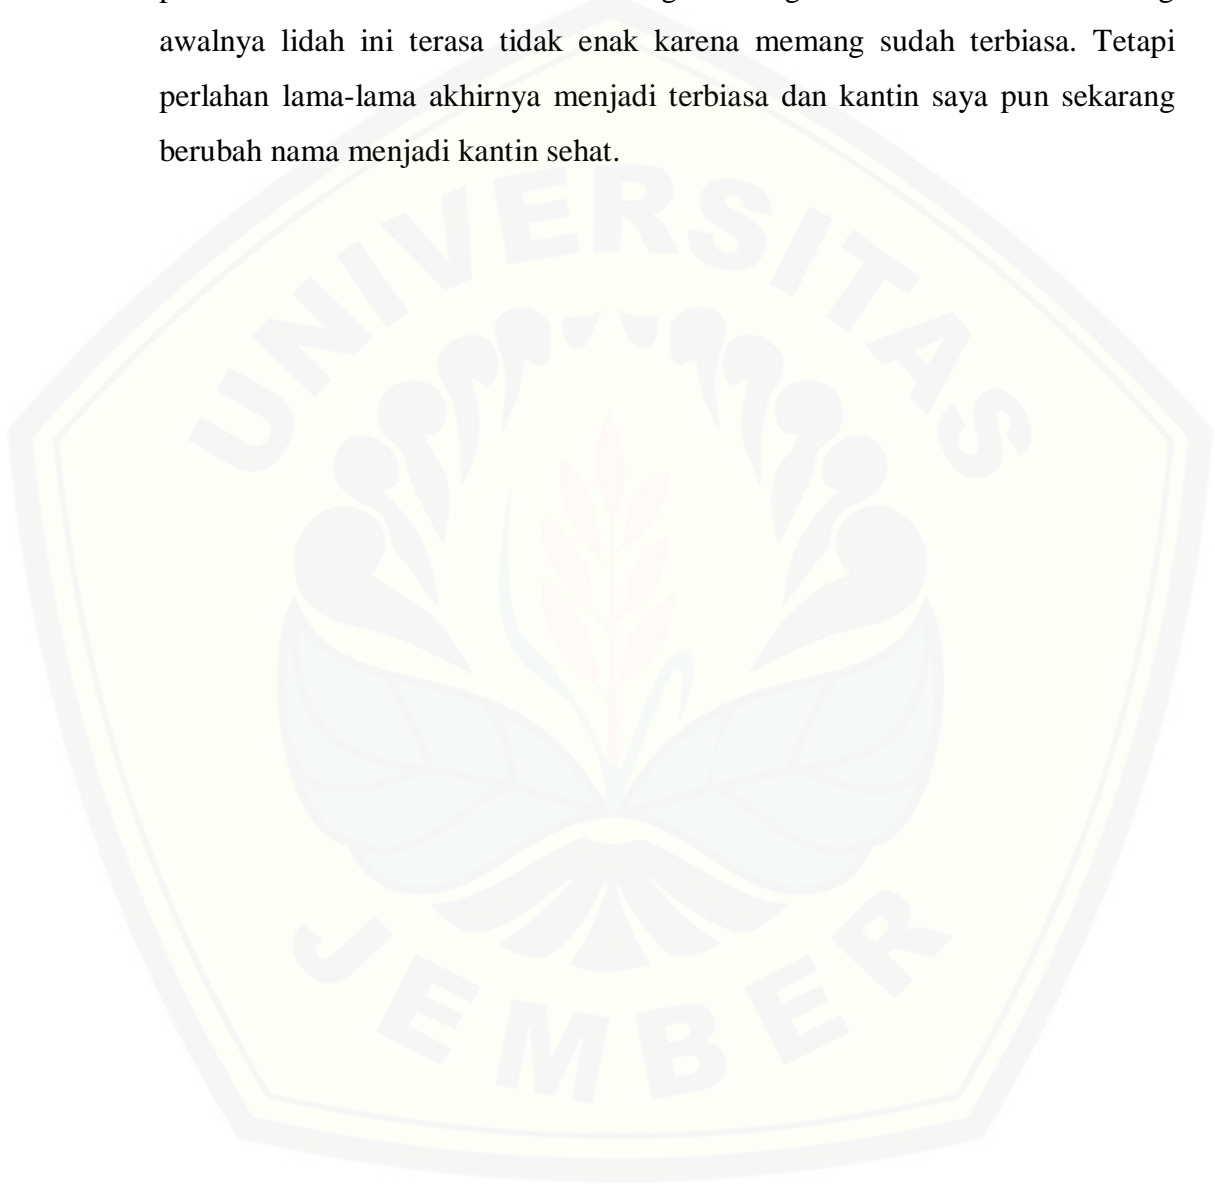 awalnya lidah ini terasa tidak enak karena memang sudah terbiasa. Tetapi
perlahan lama-lama akhirnya menjadi terbiasa dan kantin saya pun sekarang
berubah nama menjadi kantin sehat.
UNIVERSITAS
JEMBER